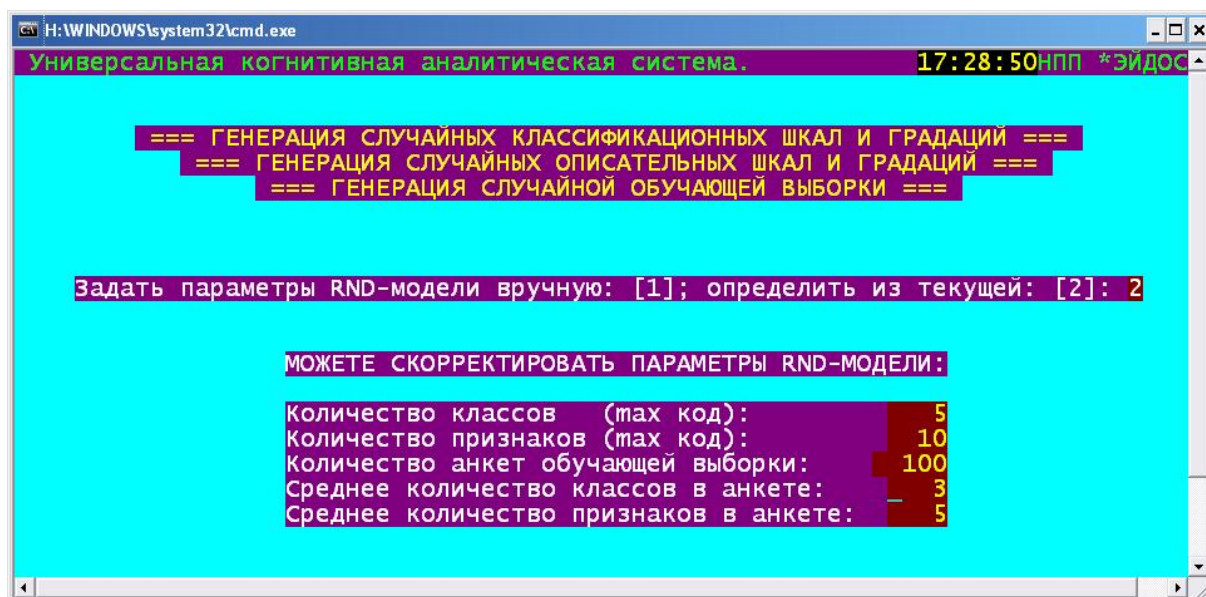 H:\WINDOWS\system32\cmd.exe
Универсальная когнитивная аналитическая система. 17:28:50НПП *ЭЙДОС
=== ГЕНЕРАЦИЯ СЛУЧАЙНЫХ КЛАССИФИКАЦИОННЫХ ШКАЛ И ГРАДАЦИЙ ===
=== ГЕНЕРАЦИЯ СЛУЧАЙНЫХ ОПИСАТЕЛЬНЫХ ШКАЛ И ГРАДАЦИЙ ===
=== ГЕНЕРАЦИЯ СЛУЧАЙНОЙ ОБУЧАЮЩЕЙ ВЫБОРКИ ===
Задать параметры RND-модели вручную: [1]; определить из текущей: [2]: 2
МОЖЕТЕ СКОРРЕКТИРОВАТЬ ПАРАМЕТРЫ RND-МОДЕЛИ:
Количество классов (max код): 5
Количество признаков (max код): 10
Количество анкет обучающей выборки: 100
Среднее количество классов в анкете: _ 3
Среднее количество признаков в анкете: 5